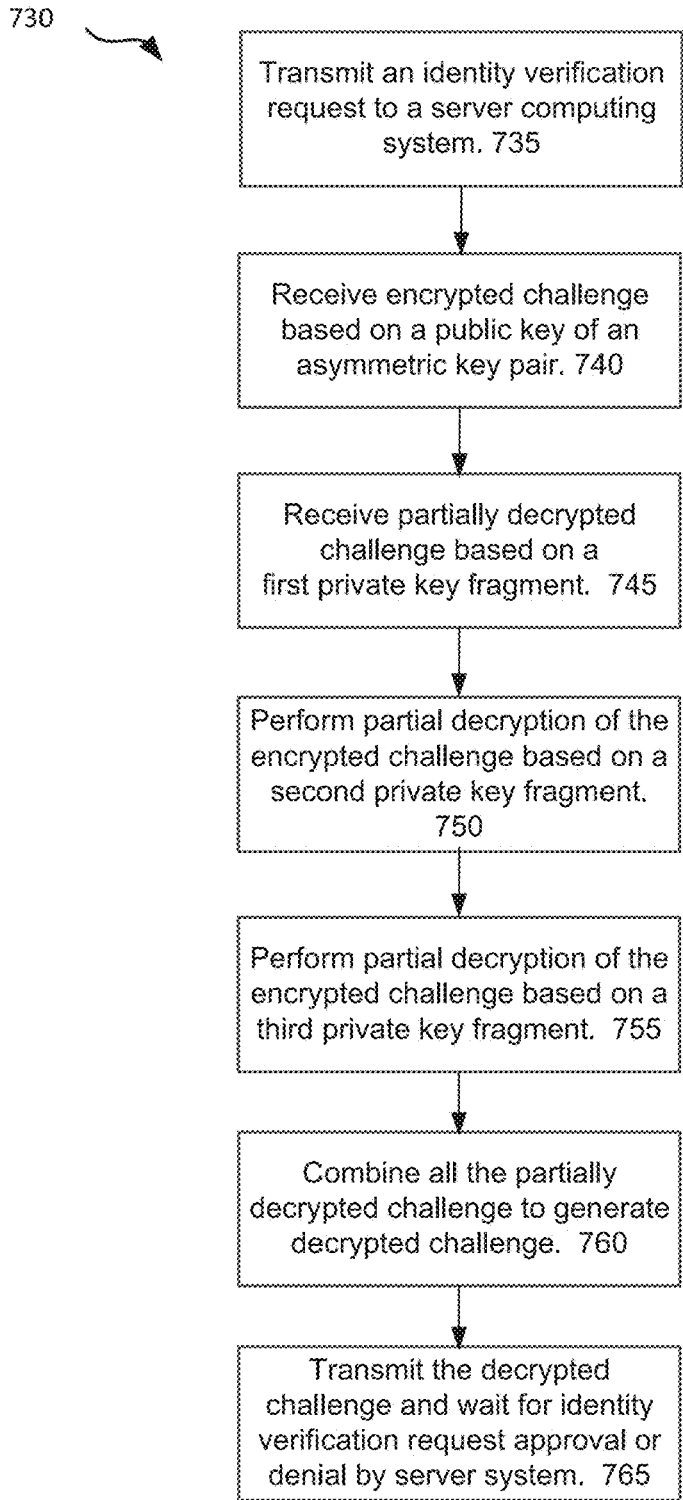 730
Transmit an identity verification
request to a server computing
system. 735
Receive encrypted challenge
based on a public key of an
asymmetric key pair. 740
Receive partially decrypted
challenge based on a
first private key fragment. 745
Perform partial decryption of the
encrypted challenge based on a
second private key fragment.
750
Perform partial decryption of the
encrypted challenge based on a
third private key fragment. 755
Combine all the partially
decrypted challenge to generate
decrypted challenge. 760
Transmit the decrypted
challenge and wait for identity
verification request approval or
denial by server system. 765